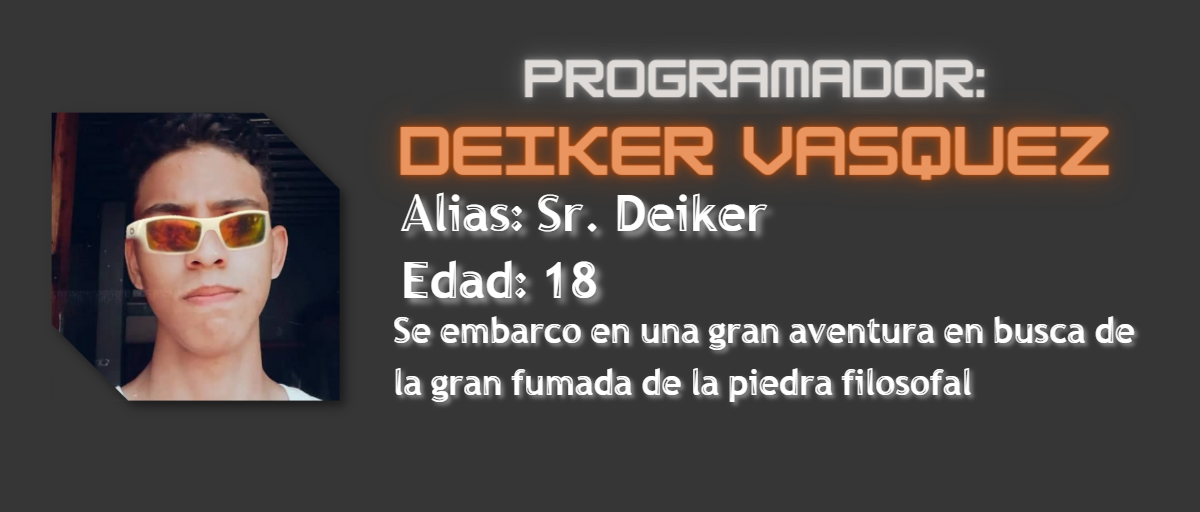 PROGRAMADOR:
DEIKER VASQUEZ
Alias: Sr. Deiker
Edad: 18
Se embarco en una gran aventura en busca de
la gran fumada de la piedra filosofal